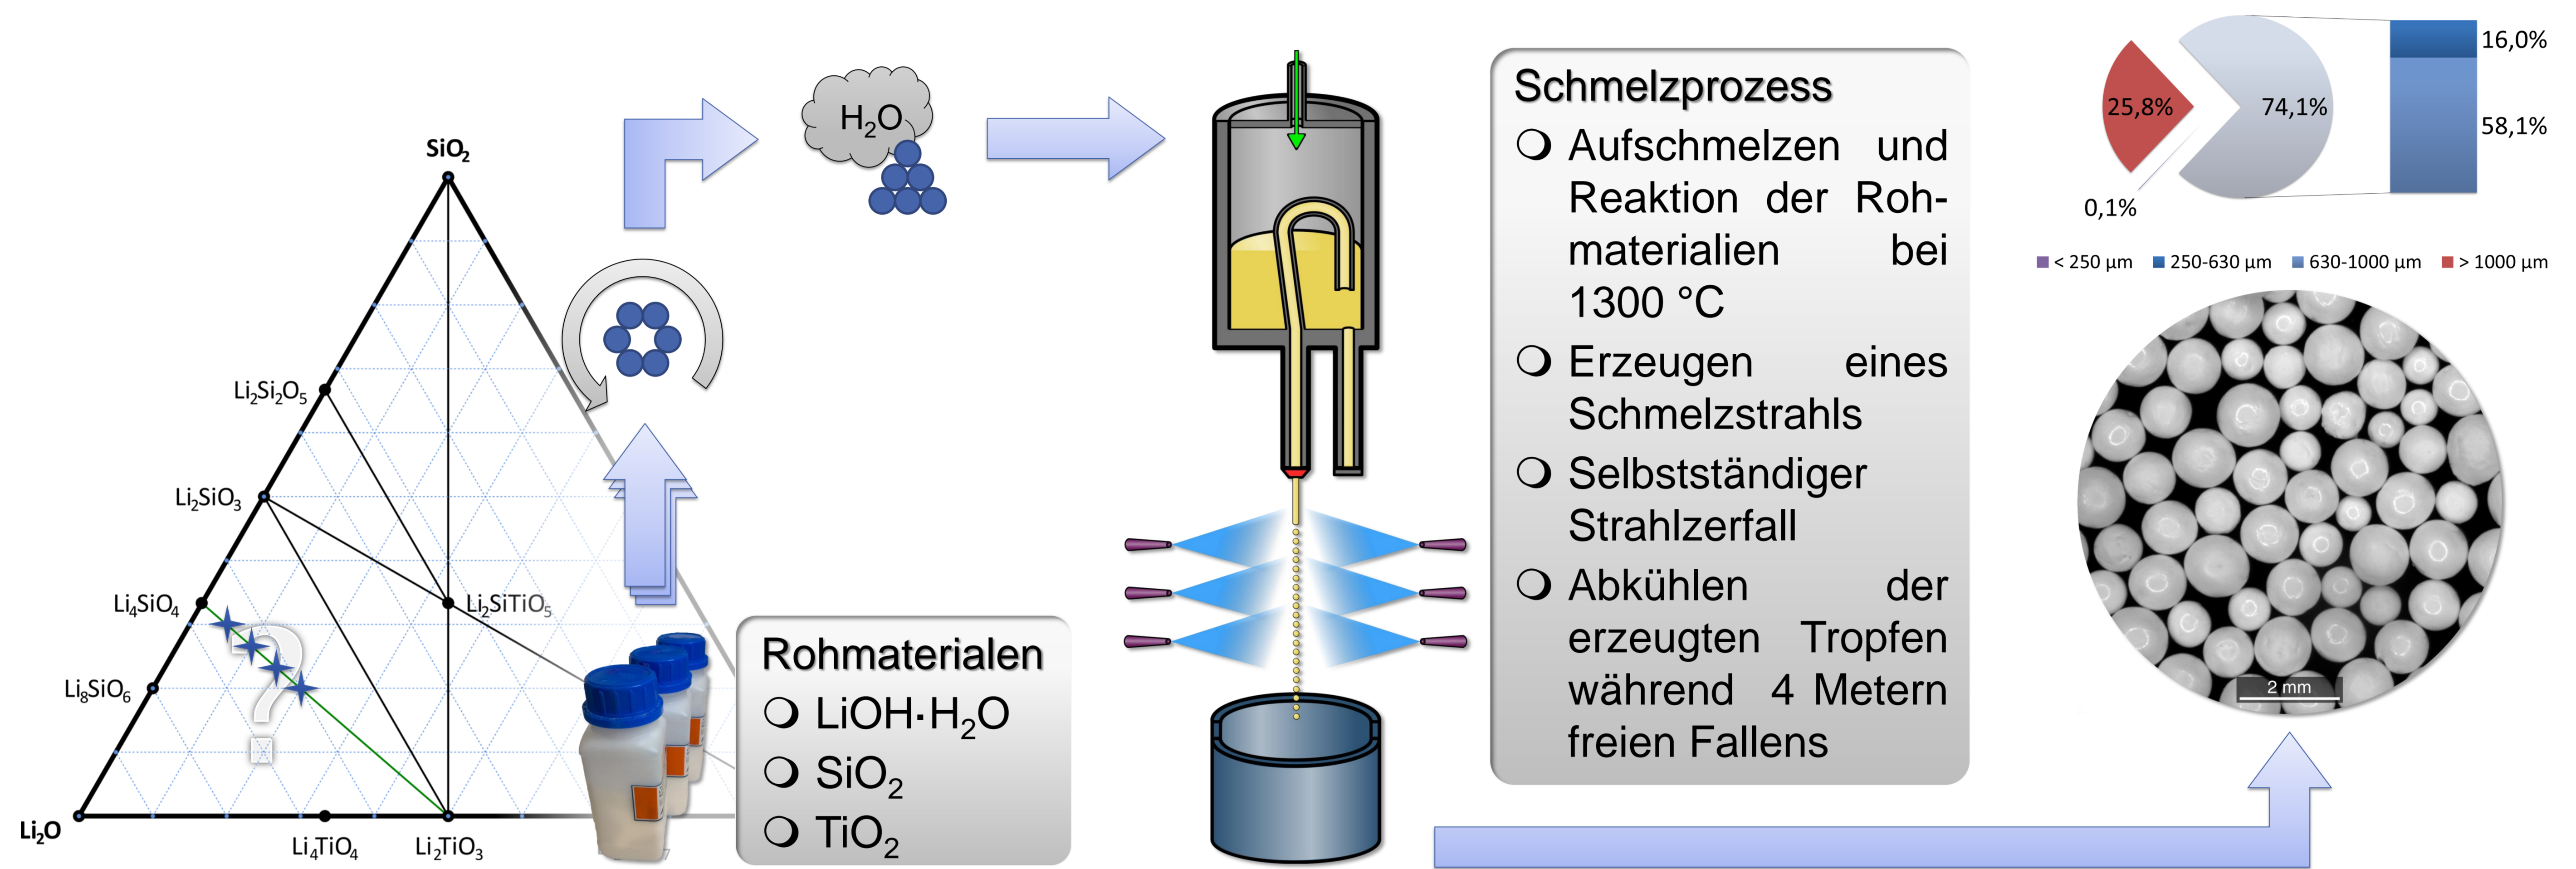 SiO₂
Li₂Si₂O₅
Li₂SiO₃
Li₄SiO₄
Li₂SiTiO₅
Li₈SiO₆
?
Li₂O
Li₄TiO₄
Li₂TiO₃
H₂O
Rohmaterialen
LiOH·H₂O
SiO₂
TiO₂
Schmelzprozess
Aufschmelzen und
Reaktion der Roh-
materialien bei
1300 °C
Erzeugen eines
Schmelzstrahls
Selbstständiger
Strahlzerfall
Abkühlen der
erzeugten Tropfen
während 4 Metern
freien Fallens
16,0%
25,8%
74,1%
58,1%
0,1%
< 250 µm
250-630 µm
630-1000 µm
> 1000 µm
2 mm